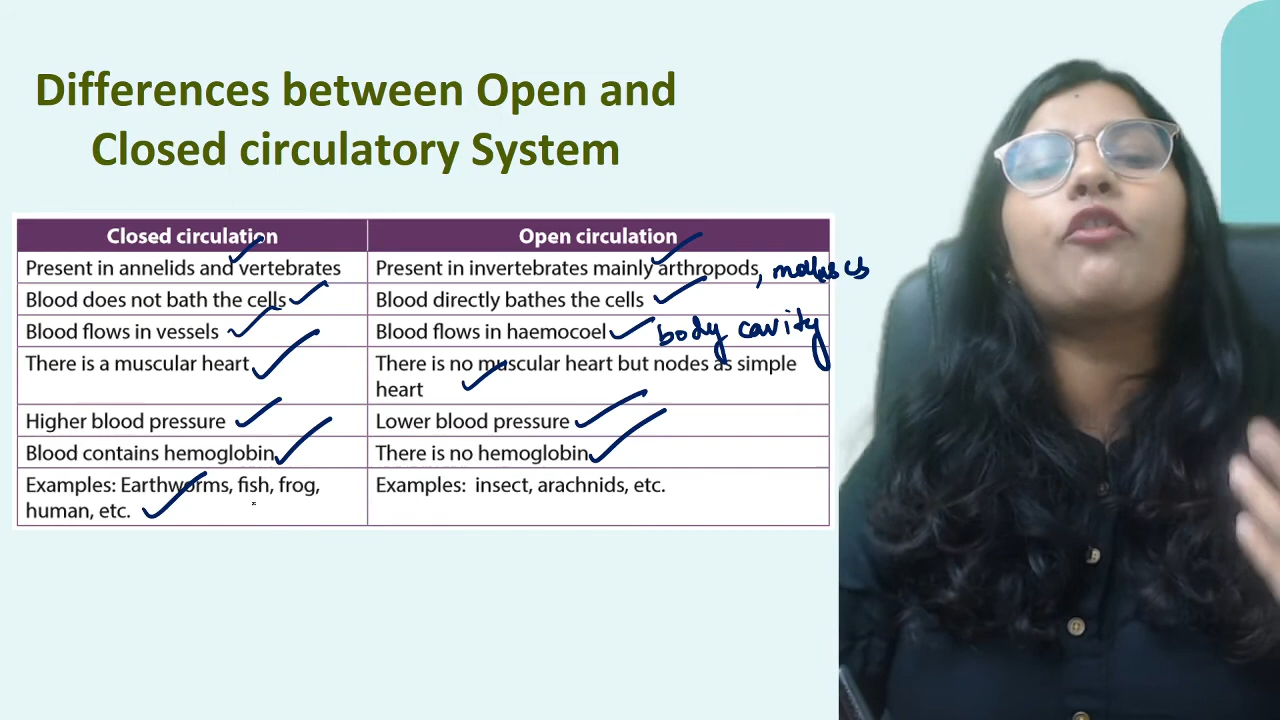 Differences between Open and
Closed circulatory System
Closed circulation
Open circulation
Present in annelids and vertebrates
Present in invertebrates mainly arthropods, molluscs
Blood does not bath the cells
Blood directly bathes the cells
Blood flows in vessels
Blood flows in haemocoel body cavity
There is a muscular heart
There is no muscular heart but nodes as simple
heart
Higher blood pressure
Lower blood pressure
Blood contains hemoglobin
There is no hemoglobin
Examples: Earthworms, fish, frog,
human, etc.
Examples: insect, arachnids, etc.